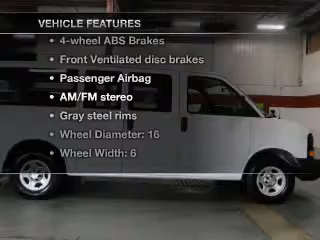 VEHICLE FEATURES
• 4-wheel ABS Brakes
• Front Ventilated disc brakes
• Passenger Airbag
• AM/FM stereo
• Gray steel rims
• Wheel Diameter: 16
• Wheel Width: 6